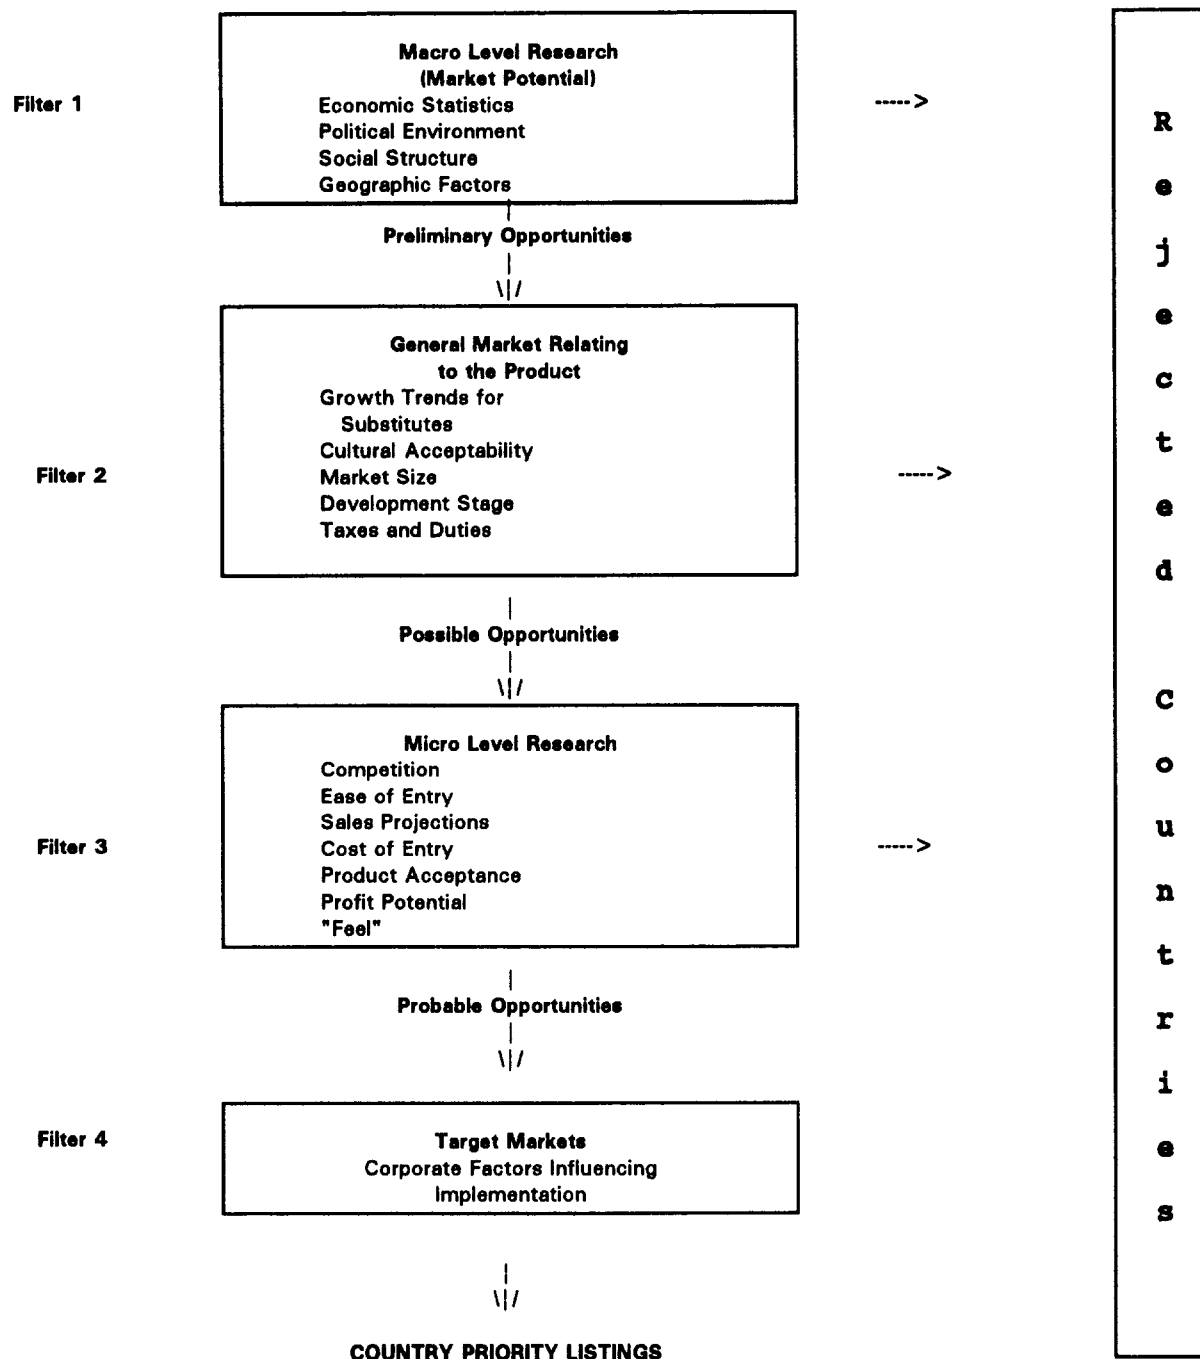 Macro Level Research
(Market Potential)
Filter 1
----->
Economic Statistics
Political Environment
Social Structure
Geographic Factors
Preliminary Opportunities
General Market Relating
to the Product
Growth Trends for
Substitutes
Cultural Acceptability
Filter 2
----->
Market Size
Development Stage
Taxes and Duties
Possible Opportunities
Micro Level Research
Competition
Ease of Entry
Sales Projections
Filter 3
----->
Cost of Entry
Product Acceptance
Profit Potential
"Feel"
Probable Opportunities
Filter 4
Target Markets
Corporate Factors Influencing
Implementation
COUNTRY PRIORITY LISTINGS
Rejected Countries